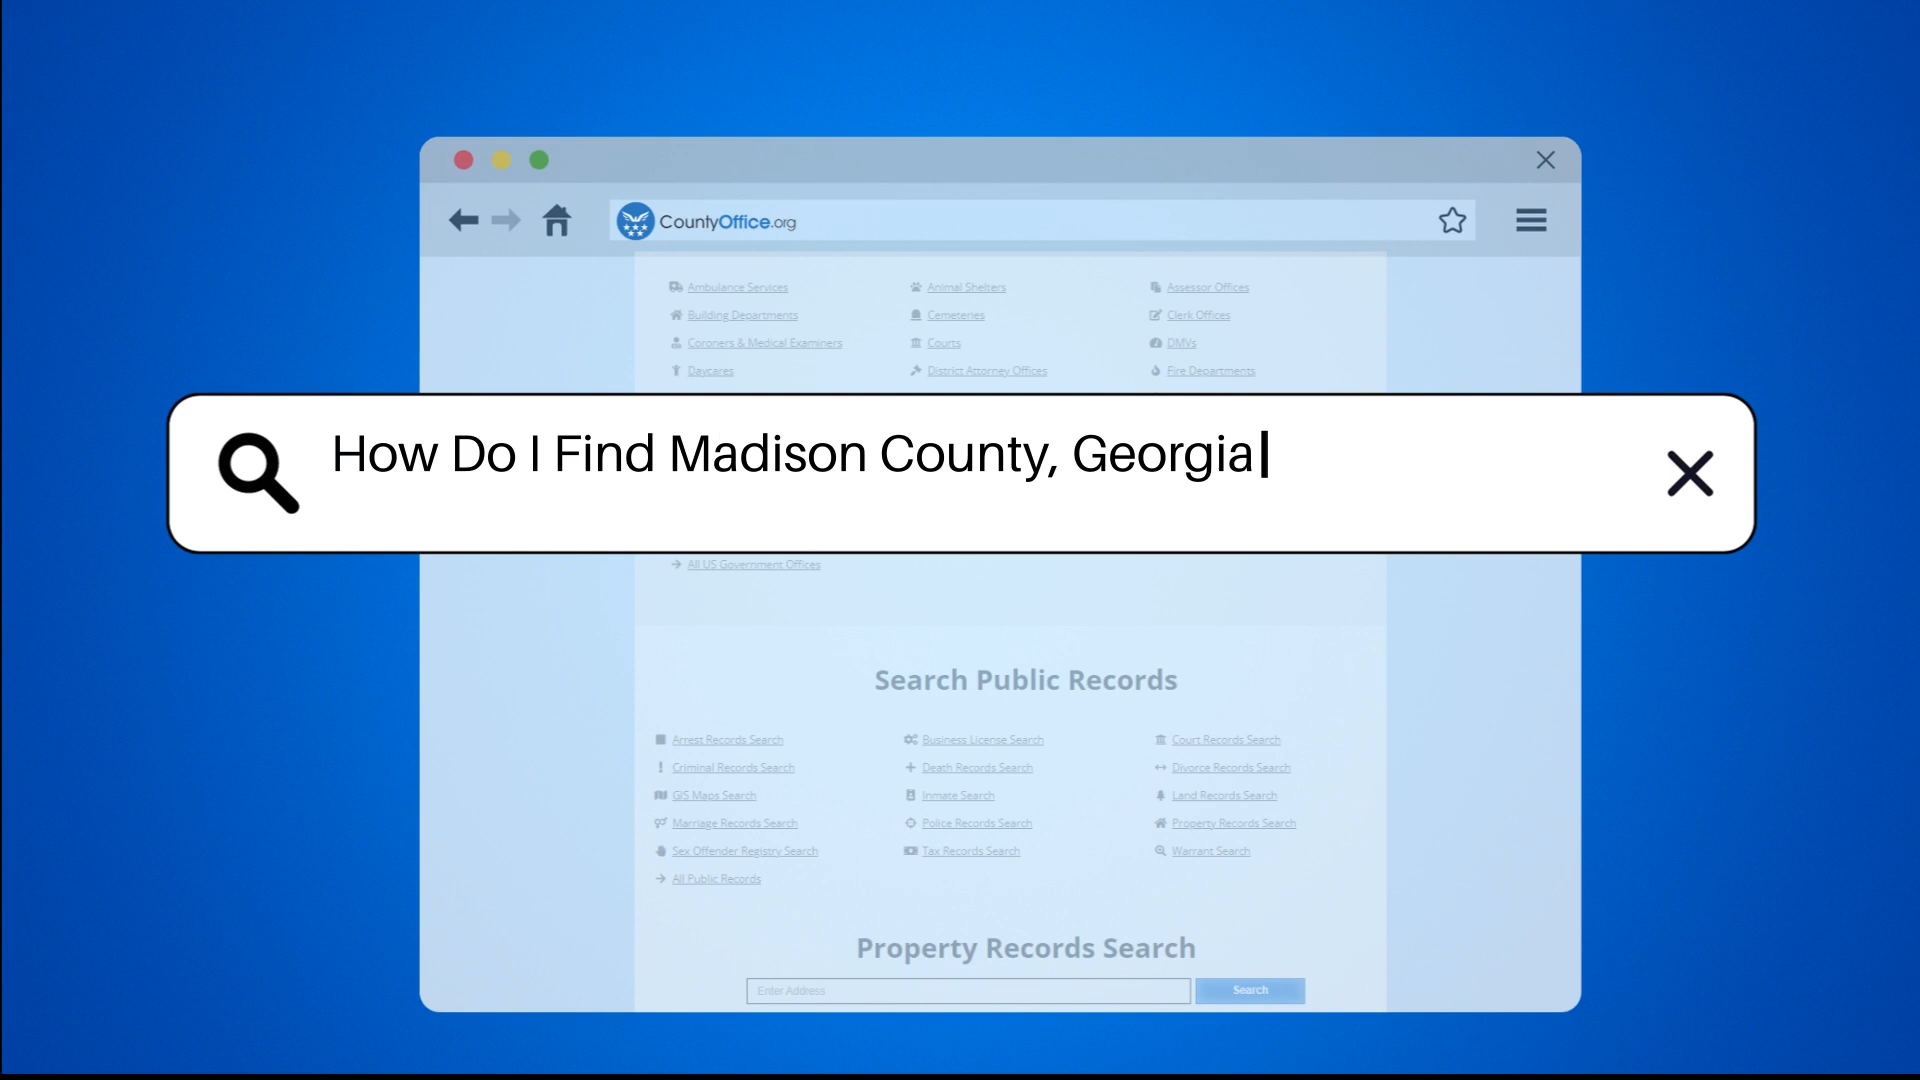 CountyOffice.org
Ambulance Services Animal Shelters Assessor Offices
Building Departments Cemeteries Clerk Offices
Coroners & Medical Examiners Courts DMVs
Daycares District Attorney Offices Fire Departments
How Do I Find Madison County, Georgia
All US Government Offices
Search Public Records
Arrest Records Search Business License Search Court Records Search
Criminal Records Search Death Records Search Divorce Records Search
GIS Maps Search Inmate Search Land Records Search
Marriage Records Search Police Records Search Property Records Search
Sex Offender Registry Search Tax Records Search Warrant Search
All Public Records
Property Records Search
Enter Address Search